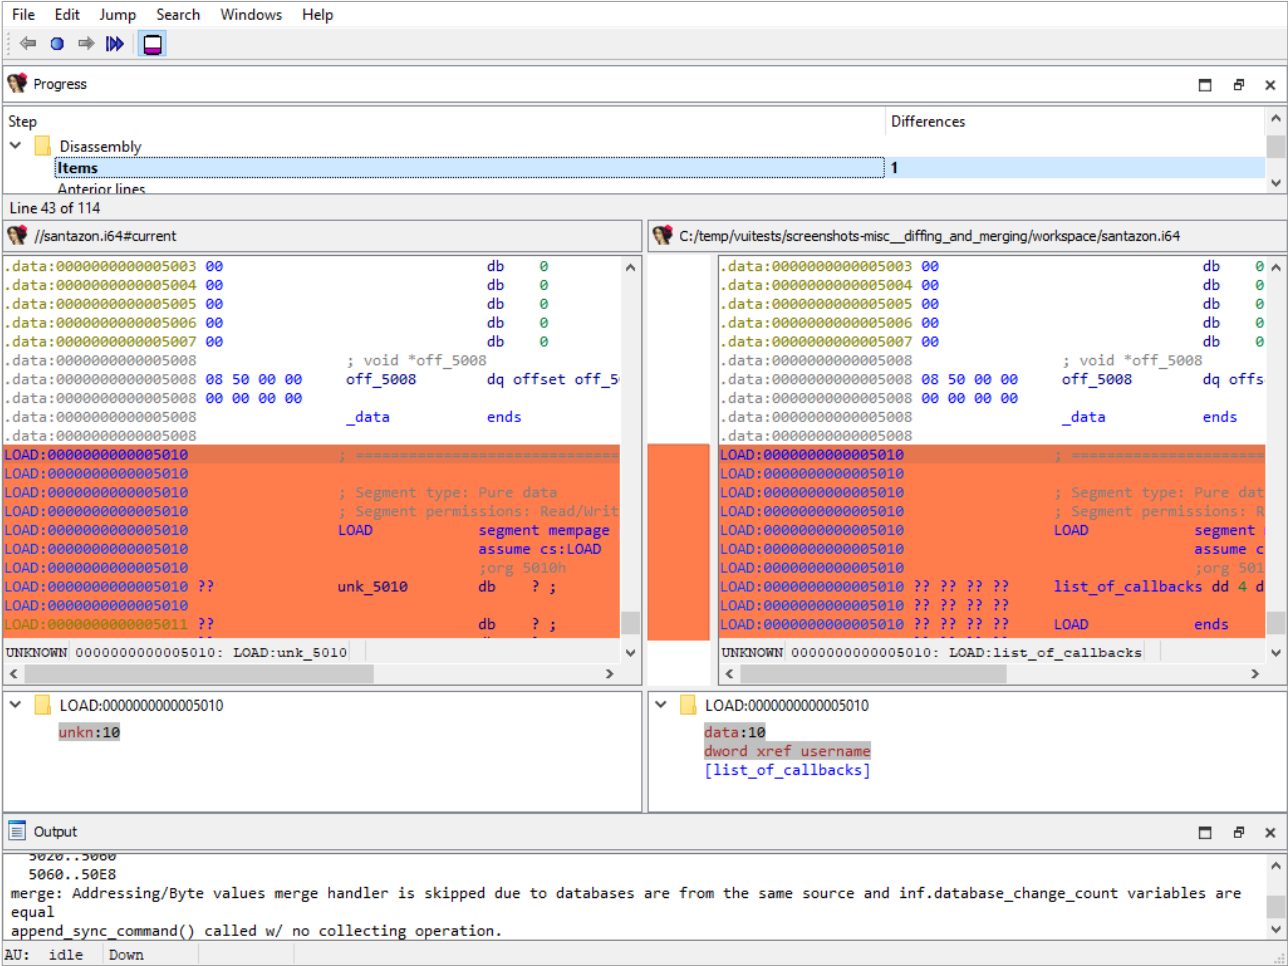 File Edit Jump Search Windows Help
Progress
Step Differences
Disassembly
Items 1
Anterior lines
Line 43 of 114
//santazon.i64#current
.data:0000000000005003 00 db 0
.data:0000000000005004 00 db 0
.data:0000000000005005 00 db 0
.data:0000000000005006 00 db 0
.data:0000000000005007 00 db 0
.data:0000000000005008 ; void *off_5008
.data:0000000000005008 08 50 00 00 off_5008 dq offset off_5
.data:0000000000005008 00 00 00 00
.data:0000000000005008 _data ends
.data:0000000000005008
LOAD:0000000000005010 ; ===============================
LOAD:0000000000005010
LOAD:0000000000005010 ; Segment type: Pure data
LOAD:0000000000005010 ; Segment permissions: Read/Writ
LOAD:0000000000005010 LOAD segment mempage
LOAD:0000000000005010 assume cs:LOAD
LOAD:0000000000005010 ;org 5010h
LOAD:0000000000005010 ?? unk_5010 db ? ;
LOAD:0000000000005010
LOAD:0000000000005011 ?? db ? ;
UNKNOWN 0000000000005010: LOAD:unk_5010
C:/temp/vuitests/screenshots-misc__diffing_and_merging/workspace/santazon.i64
.data:0000000000005003 00 db 0
.data:0000000000005004 00 db 0
.data:0000000000005005 00 db 0
.data:0000000000005006 00 db 0
.data:0000000000005007 00 db 0
.data:0000000000005008 ; void *off_5008
.data:0000000000005008 08 50 00 00 off_5008 dq offs
.data:0000000000005008 00 00 00 00
.data:0000000000005008 _data ends
.data:0000000000005008
LOAD:0000000000005010 ; ========================
LOAD:0000000000005010
LOAD:0000000000005010 ; Segment type: Pure dat
LOAD:0000000000005010 ; Segment permissions: R
LOAD:0000000000005010 LOAD segment
LOAD:0000000000005010 assume c
LOAD:0000000000005010 ;org 501
LOAD:0000000000005010 ?? ?? ?? ?? list_of_callbacks dd 4 d
LOAD:0000000000005010 ?? ?? ?? ??
LOAD:0000000000005010 ?? ?? ?? ?? LOAD ends
UNKNOWN 0000000000005010: LOAD:list_of_callbacks
LOAD:0000000000005010
unkn:10
LOAD:0000000000005010
data:10
dword xref username
[list_of_callbacks]
Output
5020..5060
5060..50E8
merge: Addressing/Byte values merge handler is skipped due to databases are from the same source and inf.database_change_count variables are
equal
append_sync_command() called w/ no collecting operation.
AU: idle Down